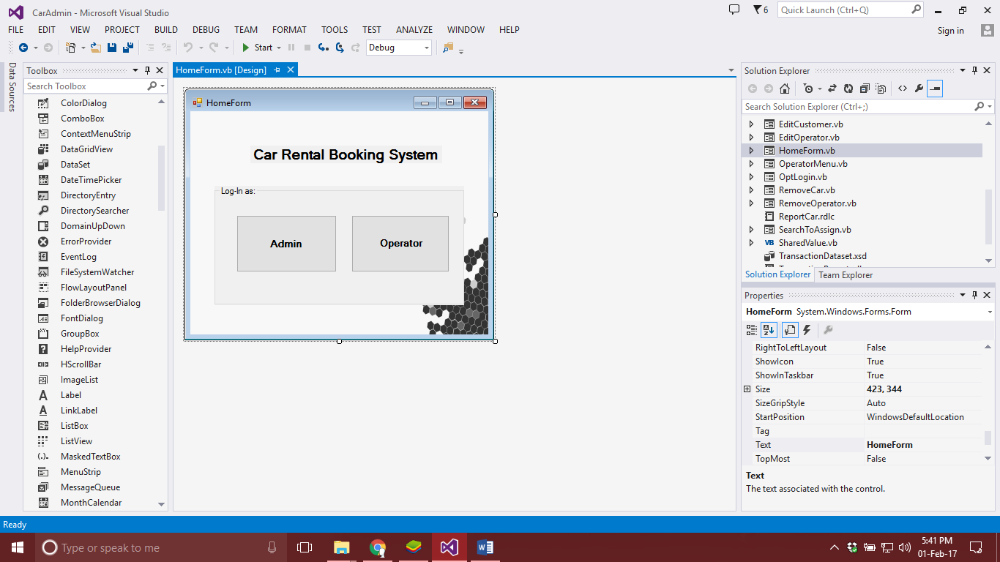 CarAdmin - Microsoft Visual Studio
6
Quick Launch (Ctrl+Q)
FILE EDIT VIEW PROJECT BUILD DEBUG TEAM FORMAT TOOLS TEST ANALYZE WINDOW HELP
Sign in
Start
Debug
Data Sources
Toolbox
Search Toolbox
ColorDialog
ComboBox
ContextMenuStrip
DataGridView
DataSet
DateTimePicker
DirectoryEntry
DirectorySearcher
DomainUpDown
ErrorProvider
EventLog
FileSystemWatcher
FlowLayoutPanel
FolderBrowserDialog
FontDialog
GroupBox
HelpProvider
HScrollBar
ImageList
Label
LinkLabel
ListBox
ListView
MaskedTextBox
MenuStrip
MessageQueue
MonthCalendar
HomeForm.vb [Design]
HomeForm
Car Rental Booking System
Log-In as:
Admin
Operator
Solution Explorer
Search Solution Explorer (Ctrl+;)
EditCustomer.vb
EditOperator.vb
HomeForm.vb
OperatorMenu.vb
OptLogin.vb
RemoveCar.vb
RemoveOperator.vb
ReportCar.rdlc
SearchToAssign.vb
VB SharedValue.vb
TransactionDataset.xsd
Solution Explorer Team Explorer
Properties
HomeForm System.Windows.Forms.Form
RightToLeftLayout False
ShowIcon True
ShowInTaskbar True
Size 423, 344
SizeGripStyle Auto
StartPosition WindowsDefaultLocation
Tag
Text HomeForm
TopMost False
Text
The text associated with the control.
Ready
Type or speak to me
5:41 PM
01-Feb-17